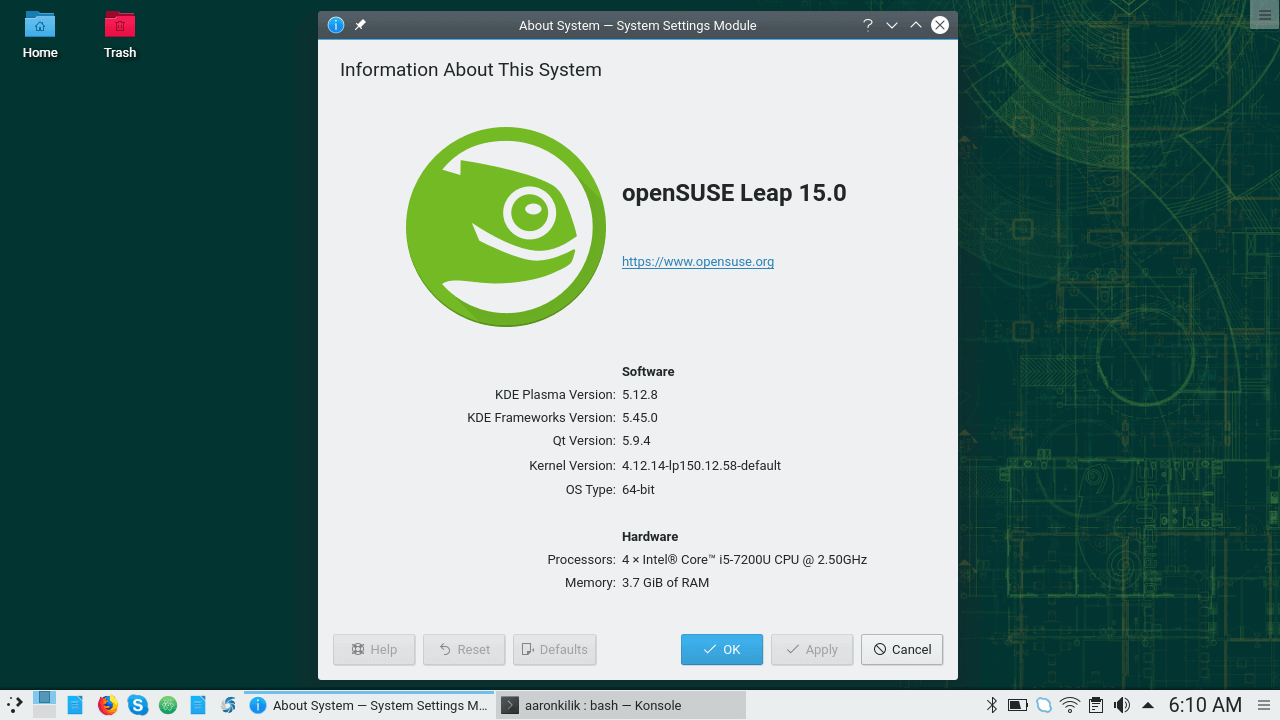 Home
Trash
About System — System Settings Module
Information About This System
openSUSE Leap 15.0
https://www.opensuse.org
Software
KDE Plasma Version: 5.12.8
KDE Frameworks Version: 5.45.0
Qt Version: 5.9.4
Kernel Version: 4.12.14-lp150.12.58-default
OS Type: 64-bit
Hardware
Processors: 4 × Intel® Core™ i5-7200U CPU @ 2.50GHz
Memory: 3.7 GiB of RAM
Help
Reset
Defaults
OK
Apply
Cancel
About System — System Settings M...
aaronkilik : bash — Konsole
6:10 AM